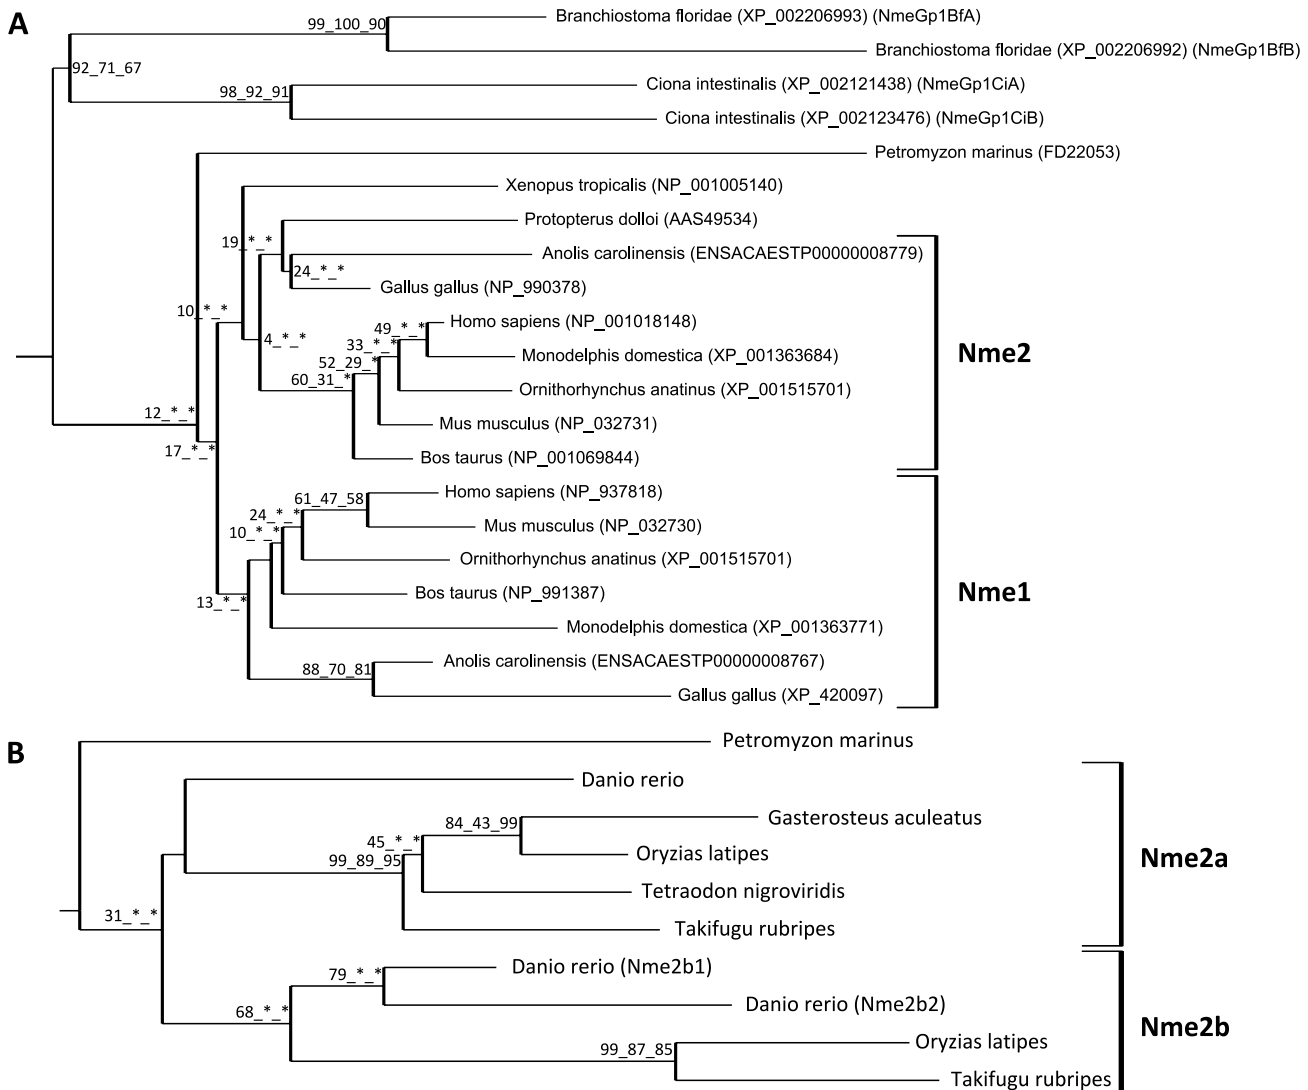 A
Branchiostoma floridae (XP_002206993) (NmeGp1BfA)
99_100_90
Branchiostoma floridae (XP_002206992) (NmeGp1BfB)
92_71_67
Ciona intestinalis (XP_002121438) (NmeGp1CiA)
98_92_91
Ciona intestinalis (XP_002123476) (NmeGp1CiB)
Petromyzon marinus (FD22053)
Xenopus tropicalis (NP_001005140)
Protopterus dolloi (AAS49534)
19_*_*
Anolis carolinensis (ENSACAESTP00000008779)
24_*_*
Gallus gallus (NP_990378)
10_*_*
Homo sapiens (NP_001018148)
49_*_*
4_*_*
33_*_*
Monodelphis domestica (XP_001363684)
Nme2
52_29_*
60_31_*
Ornithorhynchus anatinus (XP_001515701)
12_*_*
Mus musculus (NP_032731)
17_*_*
Bos taurus (NP_001069844)
Homo sapiens (NP_937818)
61_47_58
24_*_*
Mus musculus (NP_032730)
10_*_*
Ornithorhynchus anatinus (XP_001515701)
Bos taurus (NP_991387)
Nme1
13_*_*
Monodelphis domestica (XP_001363771)
Anolis carolinensis (ENSACAESTP00000008767)
88_70_81
Gallus gallus (XP_420097)
B
Petromyzon marinus
Danio rerio
Gasterosteus aculeatus
84_43_99
45_*_*
Oryzias latipes
99_89_95
Nme2a
Tetraodon nigroviridis
31_*_*
Takifugu rubripes
Danio rerio (Nme2b1)
79_*_*
Danio rerio (Nme2b2)
68_*_*
Nme2b
Oryzias latipes
99_87_85
Takifugu rubripes